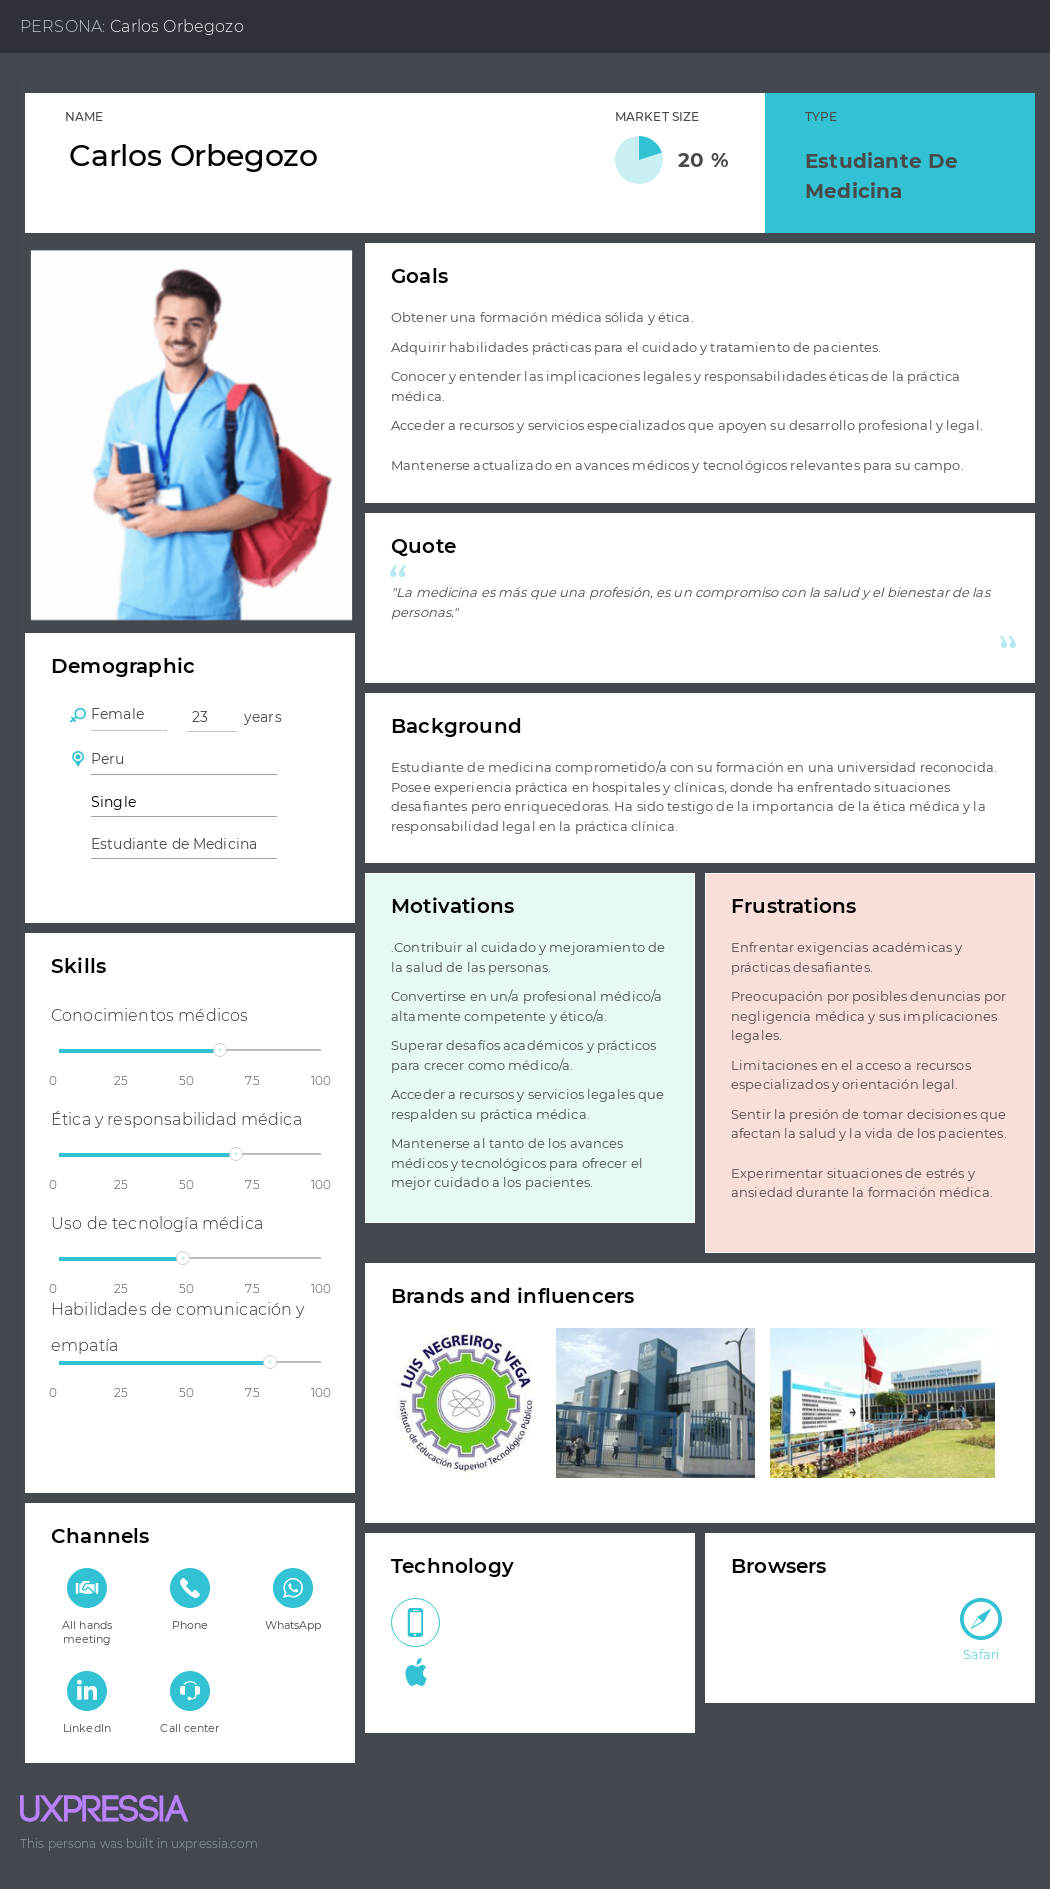 PERSONA: Carlos Orbegozo
NAME
Carlos Orbegozo
MARKET SIZE
20 %
TYPE
Estudiante De
Medicina
Goals
Obtener una formación médica sólida y ética.
Adquirir habilidades prácticas para el cuidado y tratamiento de pacientes.
Conocer y entender las implicaciones legales y responsabilidades éticas de la práctica
médica.
Acceder a recursos y servicios especializados que apoyen su desarrollo profesional y legal.
Mantenerse actualizado en avances médicos y tecnológicos relevantes para su campo.
Quote
"La medicina es más que una profesión, es un compromiso con la salud y el bienestar de las
personas."
Demographic
Female 23 years
Peru
Single
Estudiante de Medicina
Background
Estudiante de medicina comprometido/a con su formación en una universidad reconocida.
Posee experiencia práctica en hospitales y clínicas, donde ha enfrentado situaciones
desafiantes pero enriquecedoras. Ha sido testigo de la importancia de la ética médica y la
responsabilidad legal en la práctica clínica.
Skills
Conocimientos médicos
0 25 50 75 100
Ética y responsabilidad médica
0 25 50 75 100
Uso de tecnología médica
0 25 50 75 100
Habilidades de comunicación y
empatía
0 25 50 75 100
Motivations
.Contribuir al cuidado y mejoramiento de
la salud de las personas.
Convertirse en un/a profesional médico/a
altamente competente y ético/a.
Superar desafíos académicos y prácticos
para crecer como médico/a.
Acceder a recursos y servicios legales que
respalden su práctica médica.
Mantenerse al tanto de los avances
médicos y tecnológicos para ofrecer el
mejor cuidado a los pacientes.
Frustrations
Enfrentar exigencias académicas y
prácticas desafiantes.
Preocupación por posibles denuncias por
negligencia médica y sus implicaciones
legales.
Limitaciones en el acceso a recursos
especializados y orientación legal.
Sentir la presión de tomar decisiones que
afectan la salud y la vida de los pacientes.
Experimentar situaciones de estrés y
ansiedad durante la formación médica.
Brands and influencers
LUIS NEGREIROS VEGA
Instituto de Educación Superior Tecnológico Público
Channels
All hands
meeting
Phone
WhatsApp
LinkedIn
Call center
Technology
Browsers
Safari
UXPRESSIA
This persona was built in uxpressia.com